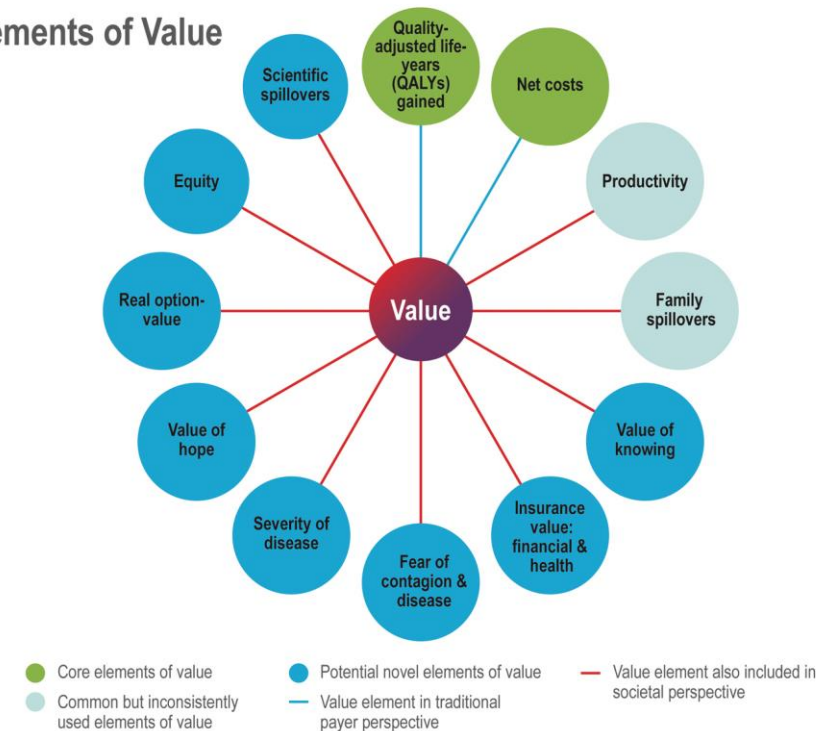 ements of Value
Quality-
adjusted life-
years
(QALYs)
gained
Net costs
Productivity
Family
spillovers
Value of
knowing
Insurance
value:
financial &
health
Fear of
contagion &
disease
Severity of
disease
Value of
hope
Real option-
value
Equity
Scientific
spillovers
Value
Core elements of value
Common but inconsistently
used elements of value
Potential novel elements of value
Value element in traditional
payer perspective
Value element also included in
societal perspective